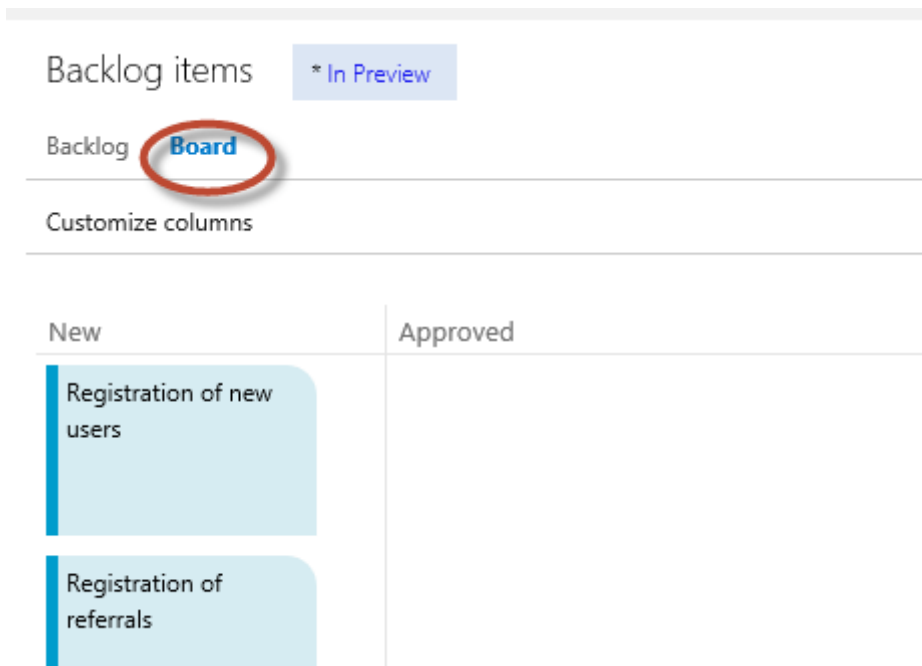 Backlog items
* In Preview
Backlog
Board
Customize columns
New
Approved
Registration of new
users
Registration of
referrals